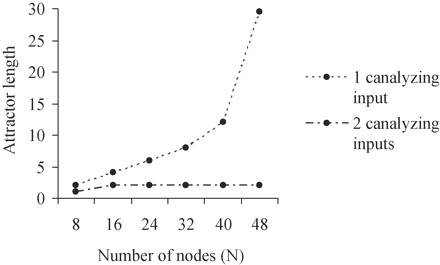 30
25
20
15
10
5
0
Attractor length
8 16 24 32 40 48
Number of nodes (N)
1 canalyzing
input
2 canalyzing
inputs